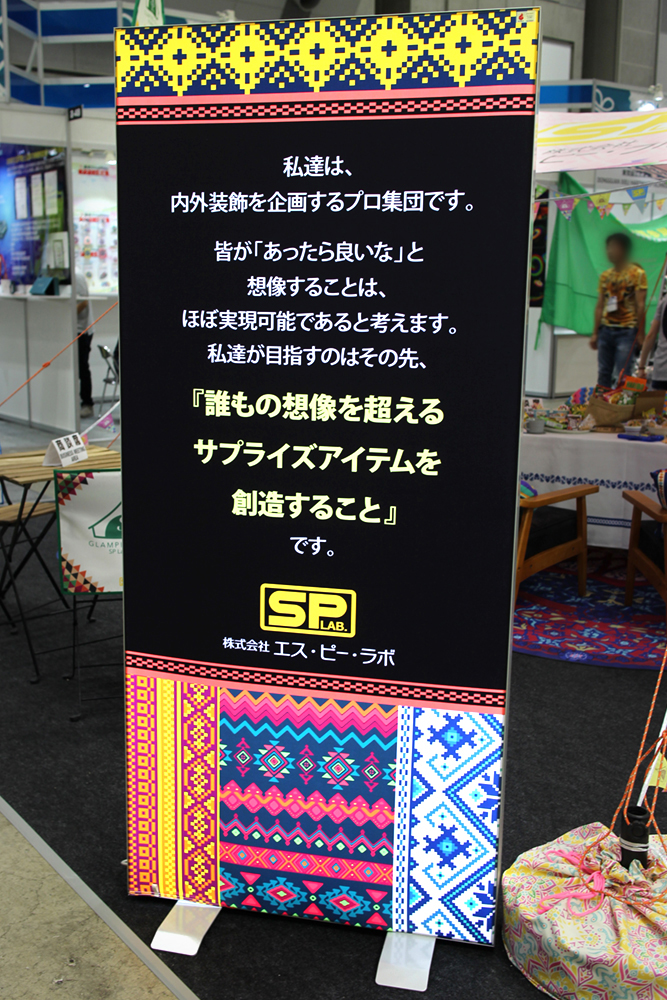 私達は、
内外装飾を企画するプロ集団です。
皆が「あったら良いな」と
想像することは、
ほぼ実現可能であると考えます。
私達が目指すのはその先、
『誰もの想像を超える
サプライズアイテムを
創造すること』
です。
SP LAB.
株式会社 エス・ピー・ラボ
商談席
GLAMP
SP